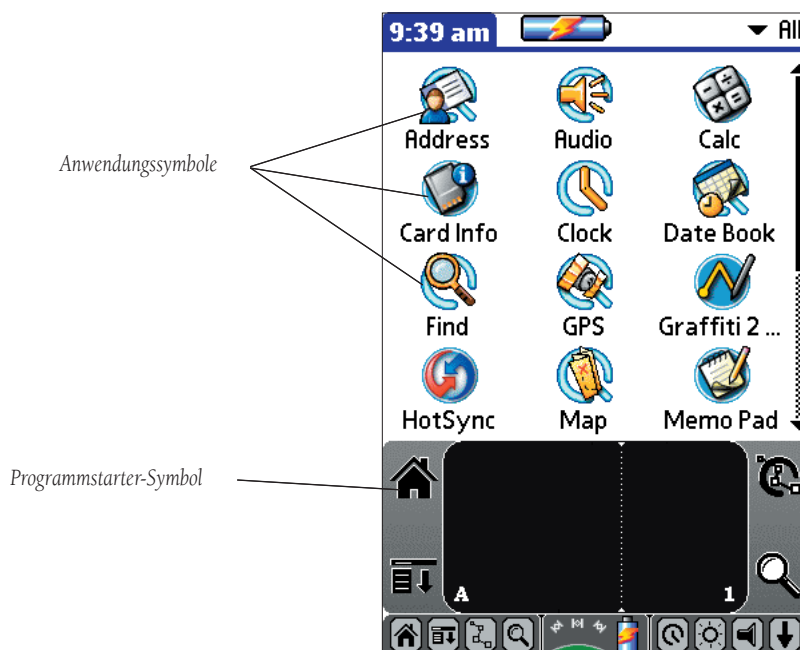 9:39 am
All
Address Audio Calc
Anwendungssymbole
Card Info Clock Date Book
Find GPS Graffiti 2 ...
HotSync Map Memo Pad
Programmstarter-Symbol
A 1